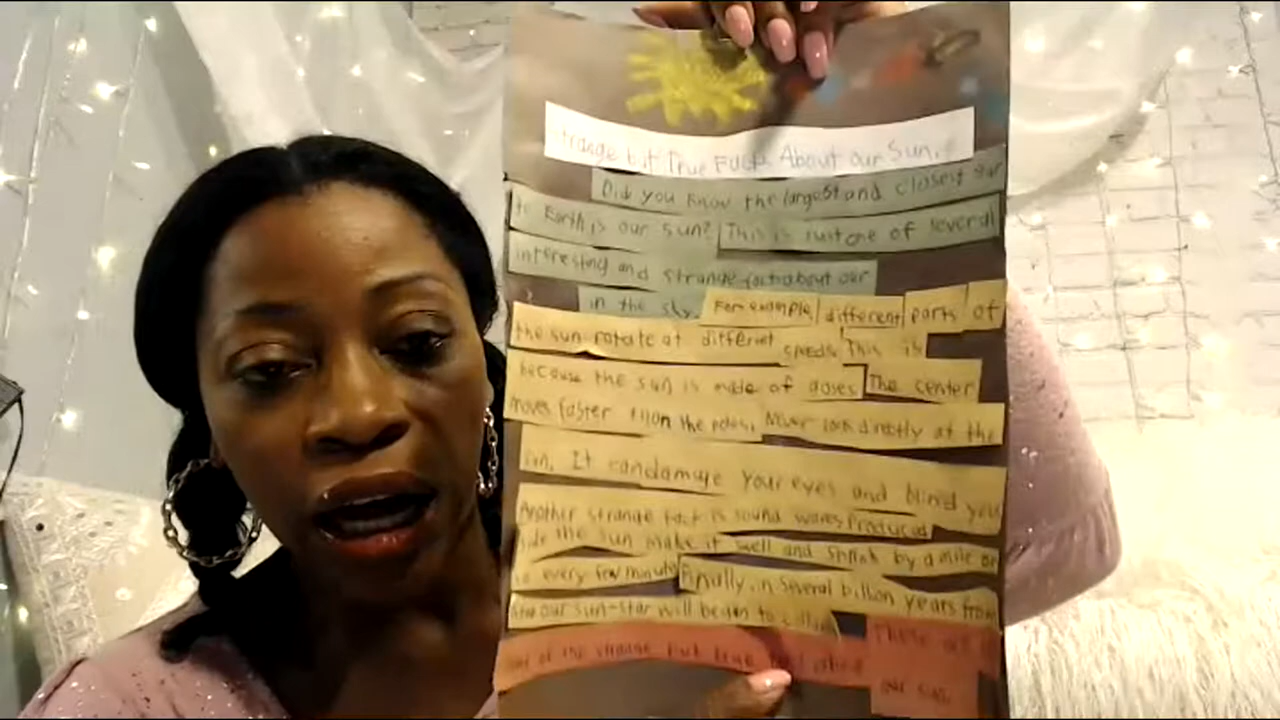 Strange but True Facts About our Sun.
Did you know the largest and closest star
to Earth is our sun? This is just one of several
interesting and strange facts about our
in the sky. For example, different parts of
the sun rotate at different speeds. This is
because the sun is made of gases. The center
moves faster than the poles. Never look directly at the
sun. It can damage your eyes and blind you
Another strange fact is sound waves produced
the sun make it swell and shrink by a mile or
every few minutes Finally, in several billion years from
our sun-star will began to
These are
of the strange but true
our sun.